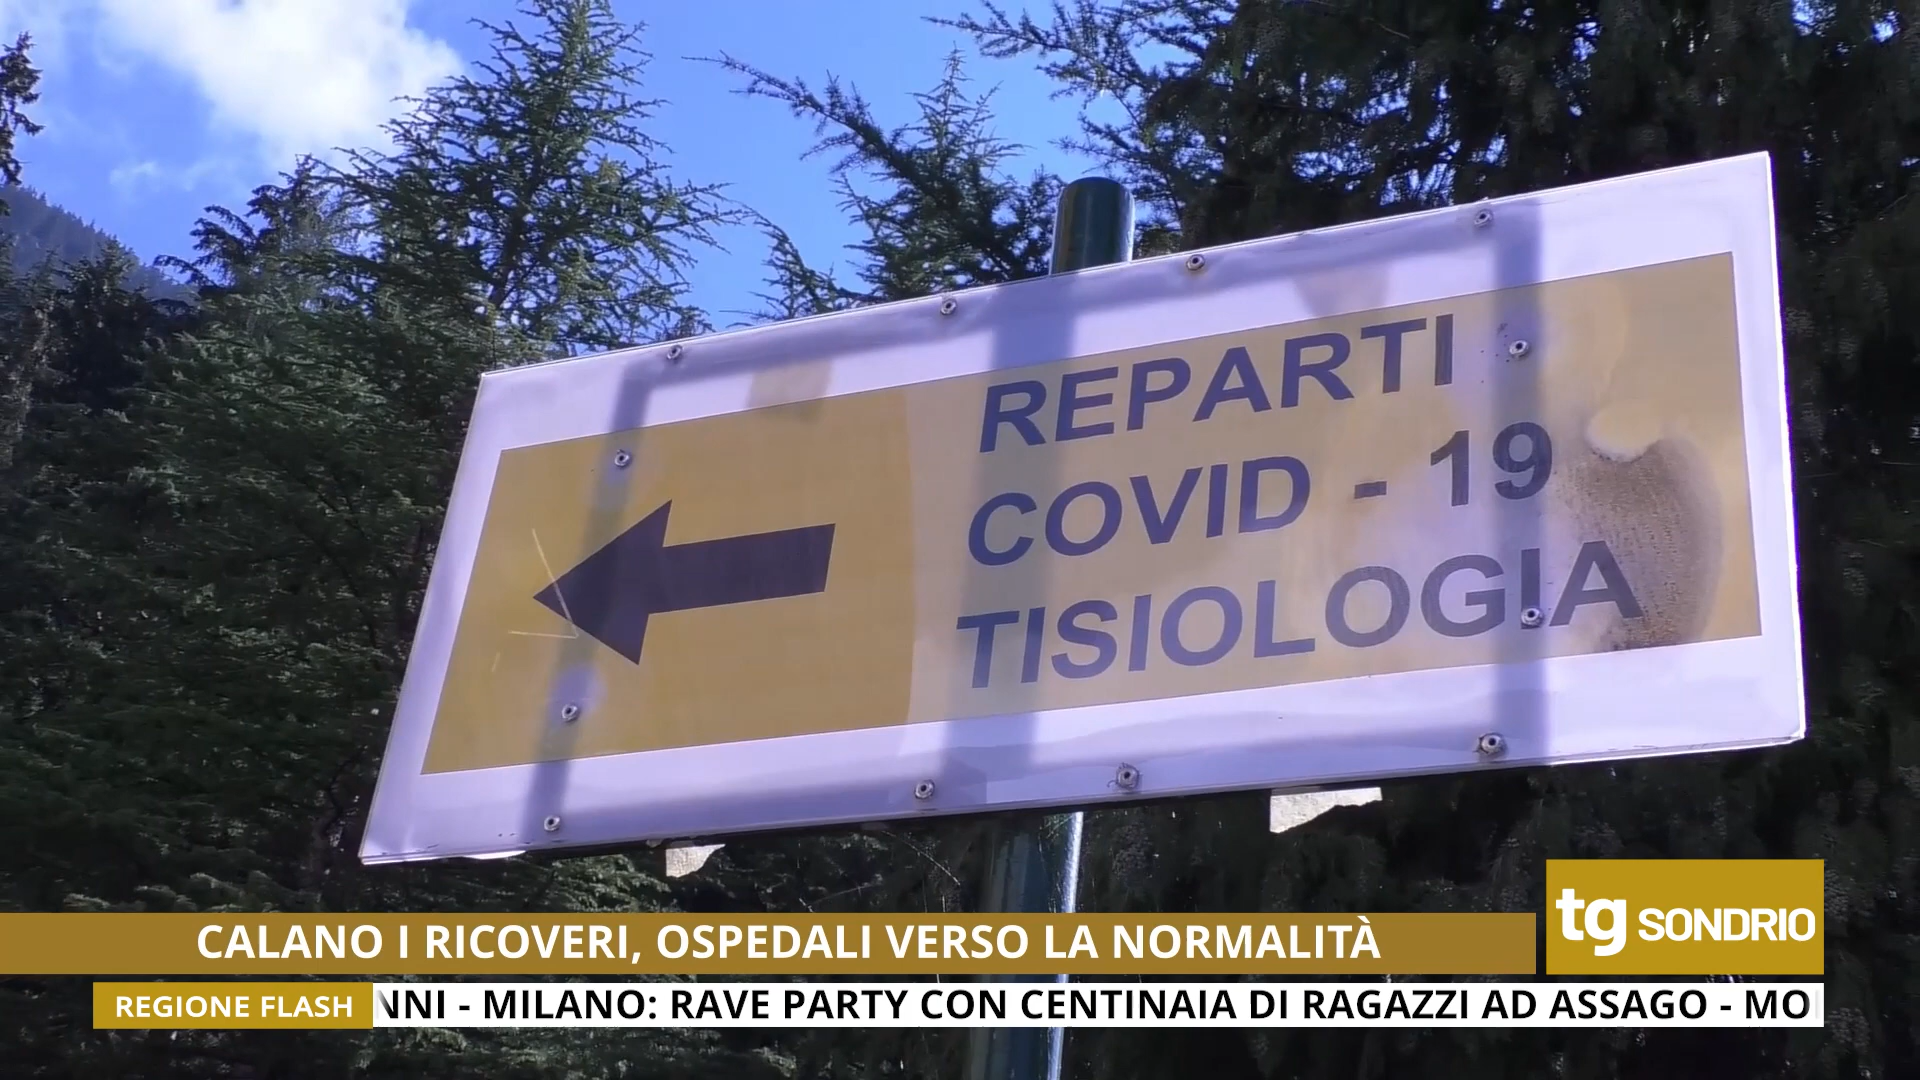 REPARTI
COVID - 19
TISIOLOGIA
CALANO I RICOVERI, OSPEDALI VERSO LA NORMALITÀ
tg SONDRIO
REGIONE FLASH
NNI - MILANO: RAVE PARTY CON CENTINAIA DI RAGAZZI AD ASSAGO - MO